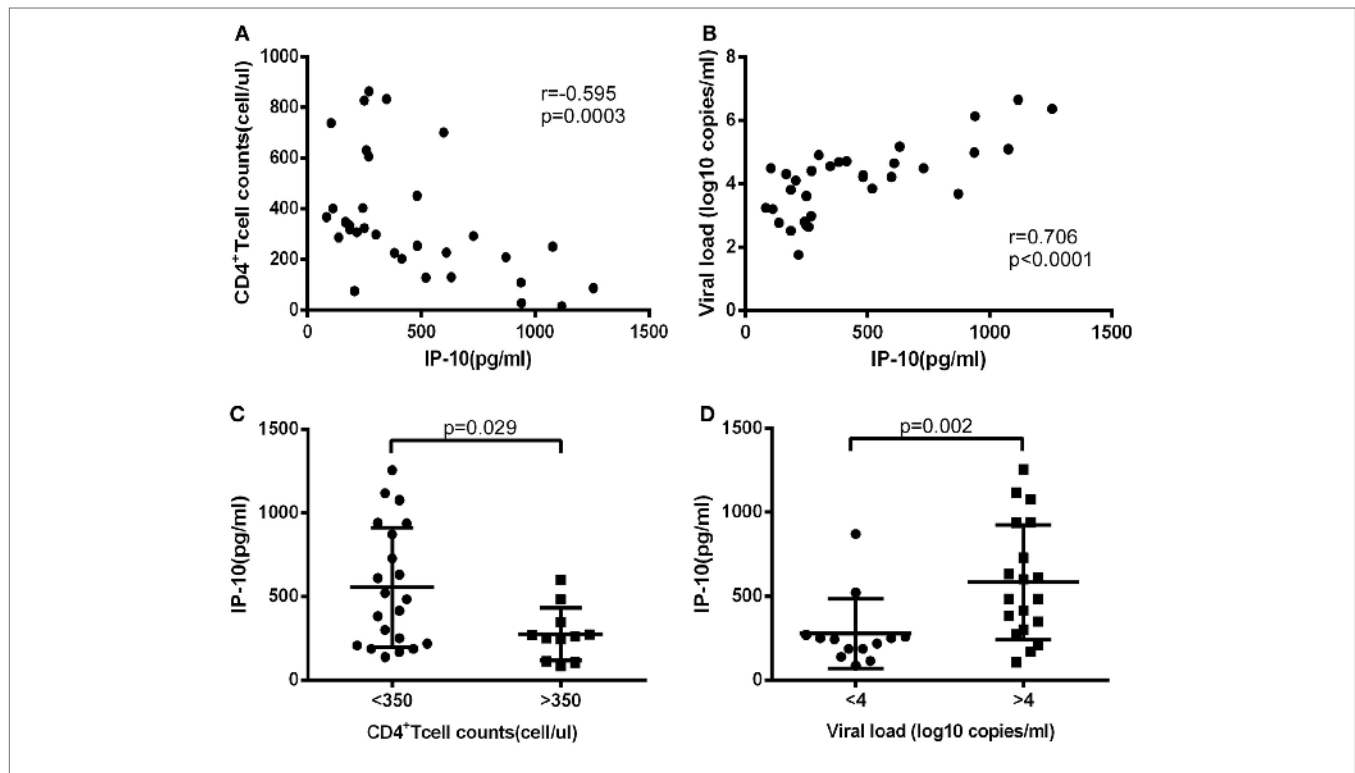 A
CD4+Tcell counts(cell/ul)
1000
800
600
400
200
0
r=-0.595
p=0.0003
0
500
1000
1500
IP-10(pg/ml)
B
Viral load (log10 copies/ml)
8
6
4
2
0
r=0.706
p<0.0001
0
500
1000
1500
IP-10(pg/ml)
C
IP-10(pg/ml)
1500
1000
500
0
p=0.029
<350
>350
CD4+Tcell counts(cell/ul)
D
IP-10(pg/ml)
1500
1000
500
0
p=0.002
<4
>4
Viral load (log10 copies/ml)